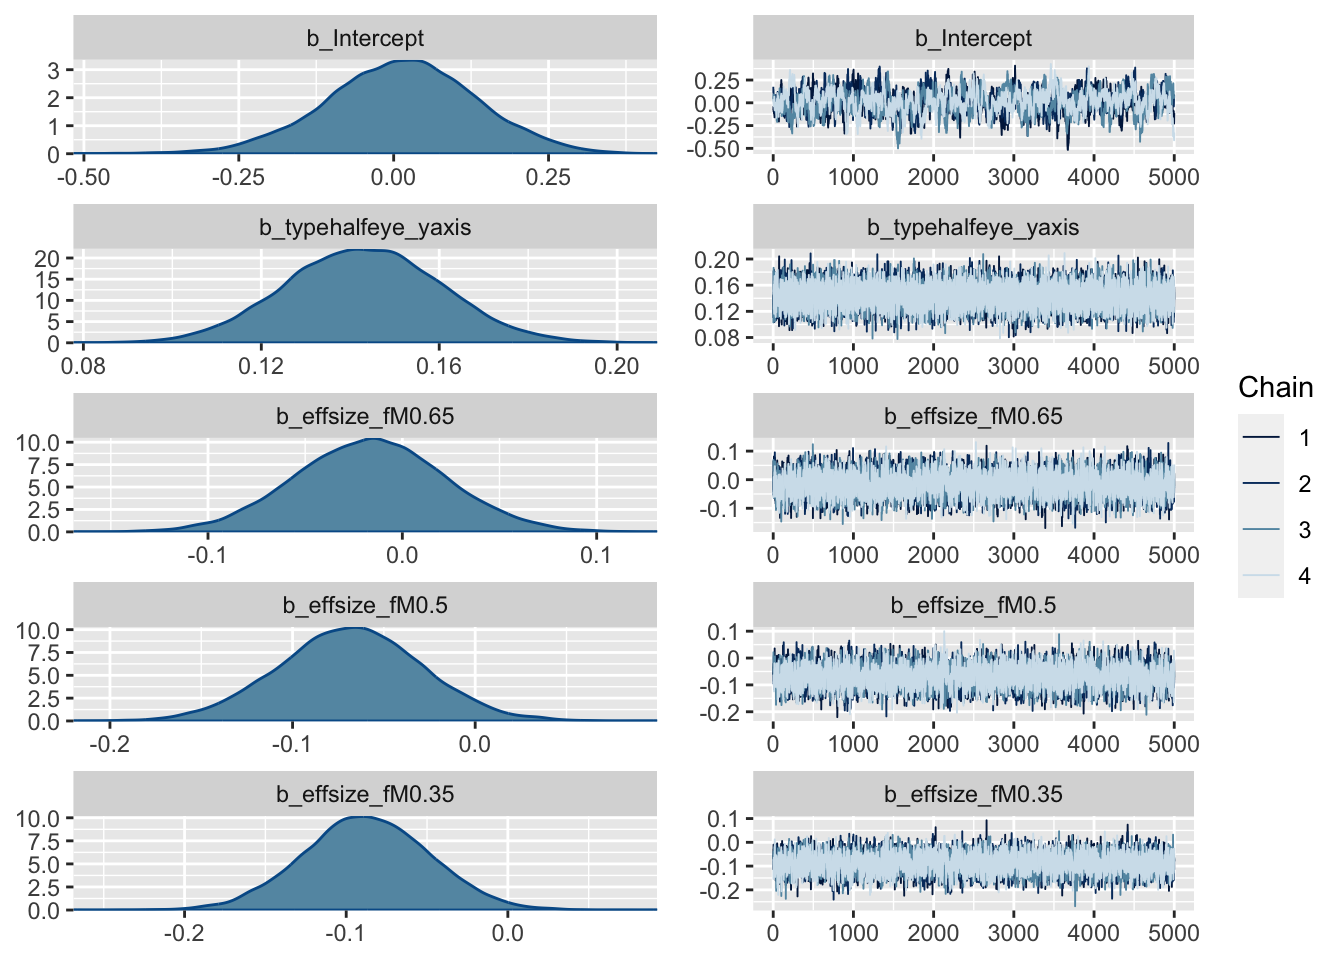 b_Intercept
3
2
1
0
-0.50 -0.25 0.00 0.25
b_Intercept
0.25
0.00
-0.25
-0.50
0 1000 2000 3000 4000 5000
b_typehalfeye_yaxis
20
15
10
5
0
0.08 0.12 0.16 0.20
b_typehalfeye_yaxis
0.20
0.16
0.12
0.08
0 1000 2000 3000 4000 5000
b_effsize_fM0.65
10.0
7.5
5.0
2.5
0.0
-0.1 0.0 0.1
b_effsize_fM0.65
0.1
0.0
-0.1
0 1000 2000 3000 4000 5000
b_effsize_fM0.5
10.0
7.5
5.0
2.5
0.0
-0.2 -0.1 0.0
b_effsize_fM0.5
0.1
0.0
-0.1
-0.2
0 1000 2000 3000 4000 5000
b_effsize_fM0.35
10.0
7.5
5.0
2.5
0.0
-0.2 -0.1 0.0
b_effsize_fM0.35
0.1
0.0
-0.1
-0.2
0 1000 2000 3000 4000 5000
Chain
1
2
3
4